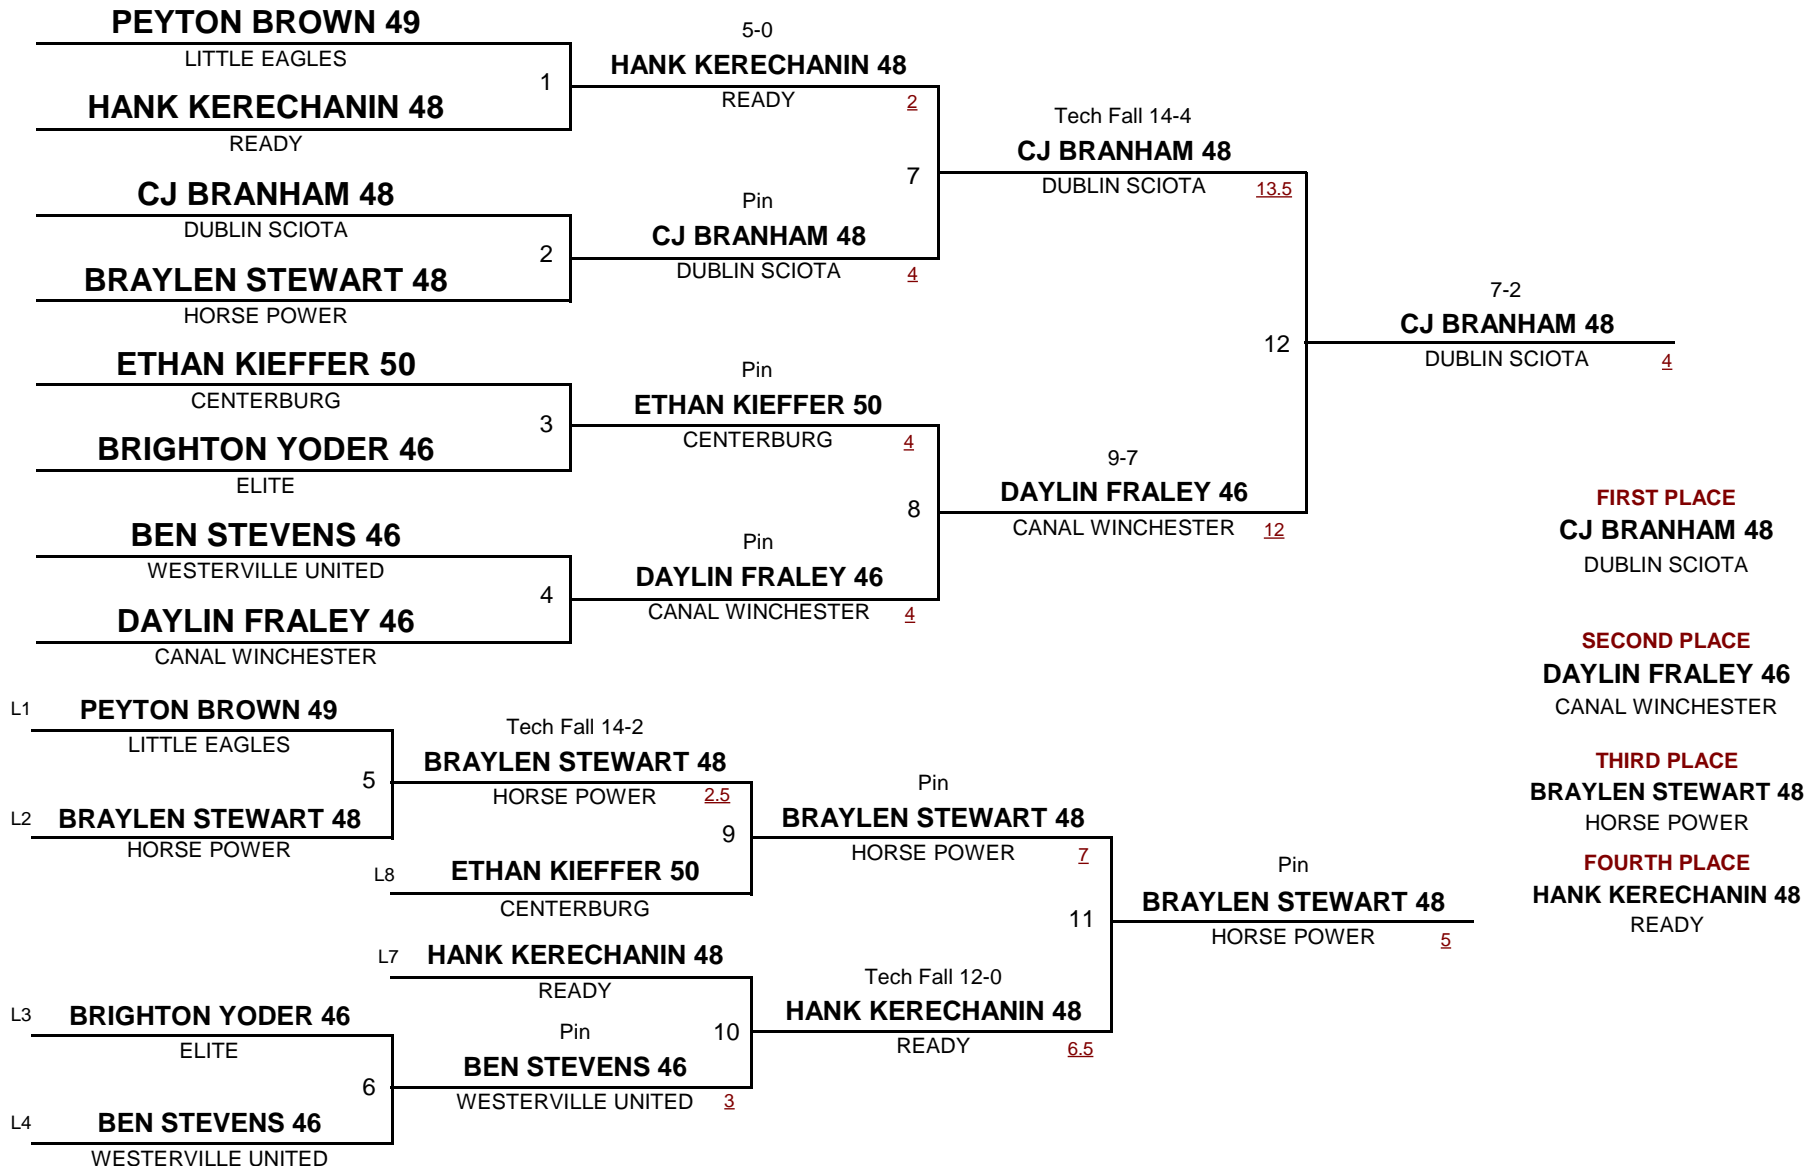 PEYTON BROWN 49
LITTLE EAGLES
1
HANK KERECHANIN 48
READY
5-0
HANK KERECHANIN 48
READY 2
CJ BRANHAM 48
DUBLIN SCIOTA
2
BRAYLEN STEWART 48
HORSE POWER
Pin
CJ BRANHAM 48
DUBLIN SCIOTA 4
7
Tech Fall 14-4
CJ BRANHAM 48
DUBLIN SCIOTA 13.5
ETHAN KIEFFER 50
CENTERBURG
3
BRIGHTON YODER 46
ELITE
Pin
ETHAN KIEFFER 50
CENTERBURG 4
BEN STEVENS 46
WESTERVILLE UNITED
4
DAYLIN FRALEY 46
CANAL WINCHESTER
Pin
DAYLIN FRALEY 46
CANAL WINCHESTER 4
8
9-7
DAYLIN FRALEY 46
CANAL WINCHESTER 12
12
7-2
CJ BRANHAM 48
DUBLIN SCIOTA 4
FIRST PLACE
CJ BRANHAM 48
DUBLIN SCIOTA
SECOND PLACE
DAYLIN FRALEY 46
CANAL WINCHESTER
THIRD PLACE
BRAYLEN STEWART 48
HORSE POWER
FOURTH PLACE
HANK KERECHANIN 48
READY
L1 PEYTON BROWN 49
LITTLE EAGLES
5
L2 BRAYLEN STEWART 48
HORSE POWER
Tech Fall 14-2
BRAYLEN STEWART 48
HORSE POWER 2.5
9
L8 ETHAN KIEFFER 50
CENTERBURG
Pin
BRAYLEN STEWART 48
HORSE POWER 7
L7 HANK KERECHANIN 48
READY
L3 BRIGHTON YODER 46
ELITE
6
L4 BEN STEVENS 46
WESTERVILLE UNITED
Pin
BEN STEVENS 46
WESTERVILLE UNITED 3
10
Tech Fall 12-0
HANK KERECHANIN 48
READY 6.5
11
Pin
BRAYLEN STEWART 48
HORSE POWER 5